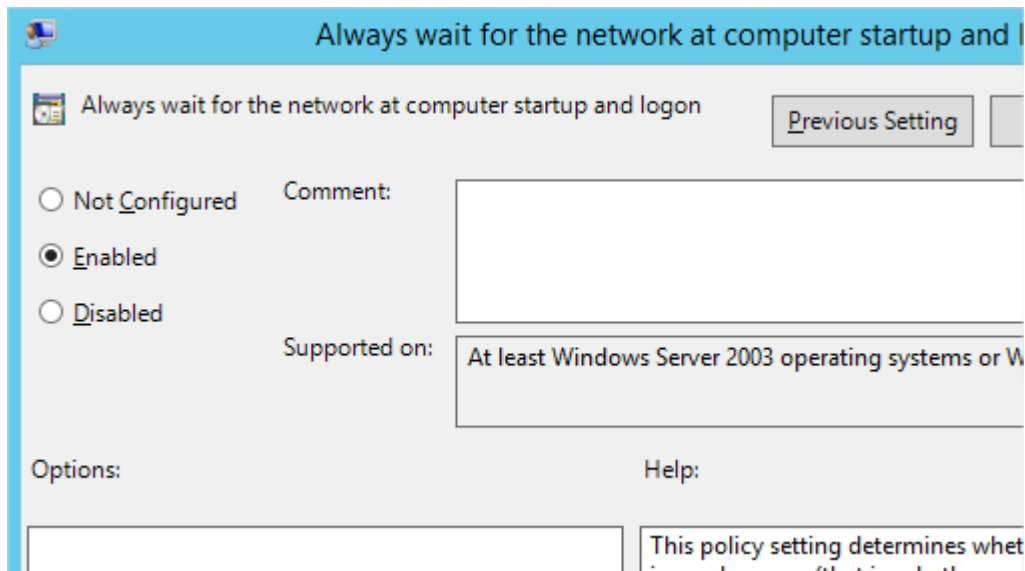 Always wait for the network at computer startup and
Always wait for the network at computer startup and logon
Previous Setting
Not Configured
Comment:
Enabled
Disabled
Supported on:
At least Windows Server 2003 operating systems or W
Options:
Help:
This policy setting determines whet